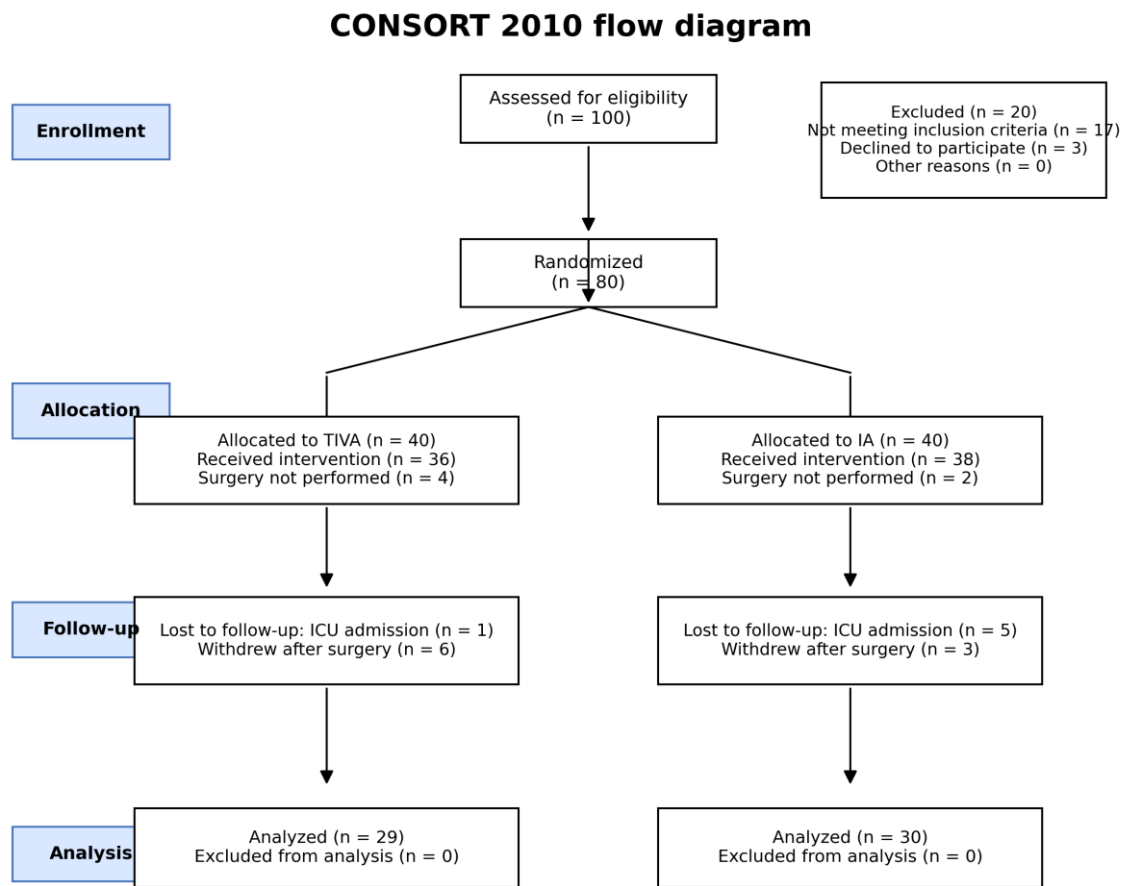 CONSORT 2010 flow diagram
Enrollment
Assessed for eligibility
(n = 100)
Excluded (n = 20)
Not meeting inclusion criteria (n = 17)
Declined to participate (n = 3)
Other reasons (n = 0)
Randomized
(n = 80)
Allocation
Allocated to TIVA (n = 40)
Received intervention (n = 36)
Surgery not performed (n = 4)
Allocated to IA (n = 40)
Received intervention (n = 38)
Surgery not performed (n = 2)
Follow-up
Lost to follow-up: ICU admission (n = 1)
Withdrew after surgery (n = 6)
Lost to follow-up: ICU admission (n = 5)
Withdrew after surgery (n = 3)
Analysis
Analyzed (n = 29)
Excluded from analysis (n = 0)
Analyzed (n = 30)
Excluded from analysis (n = 0)